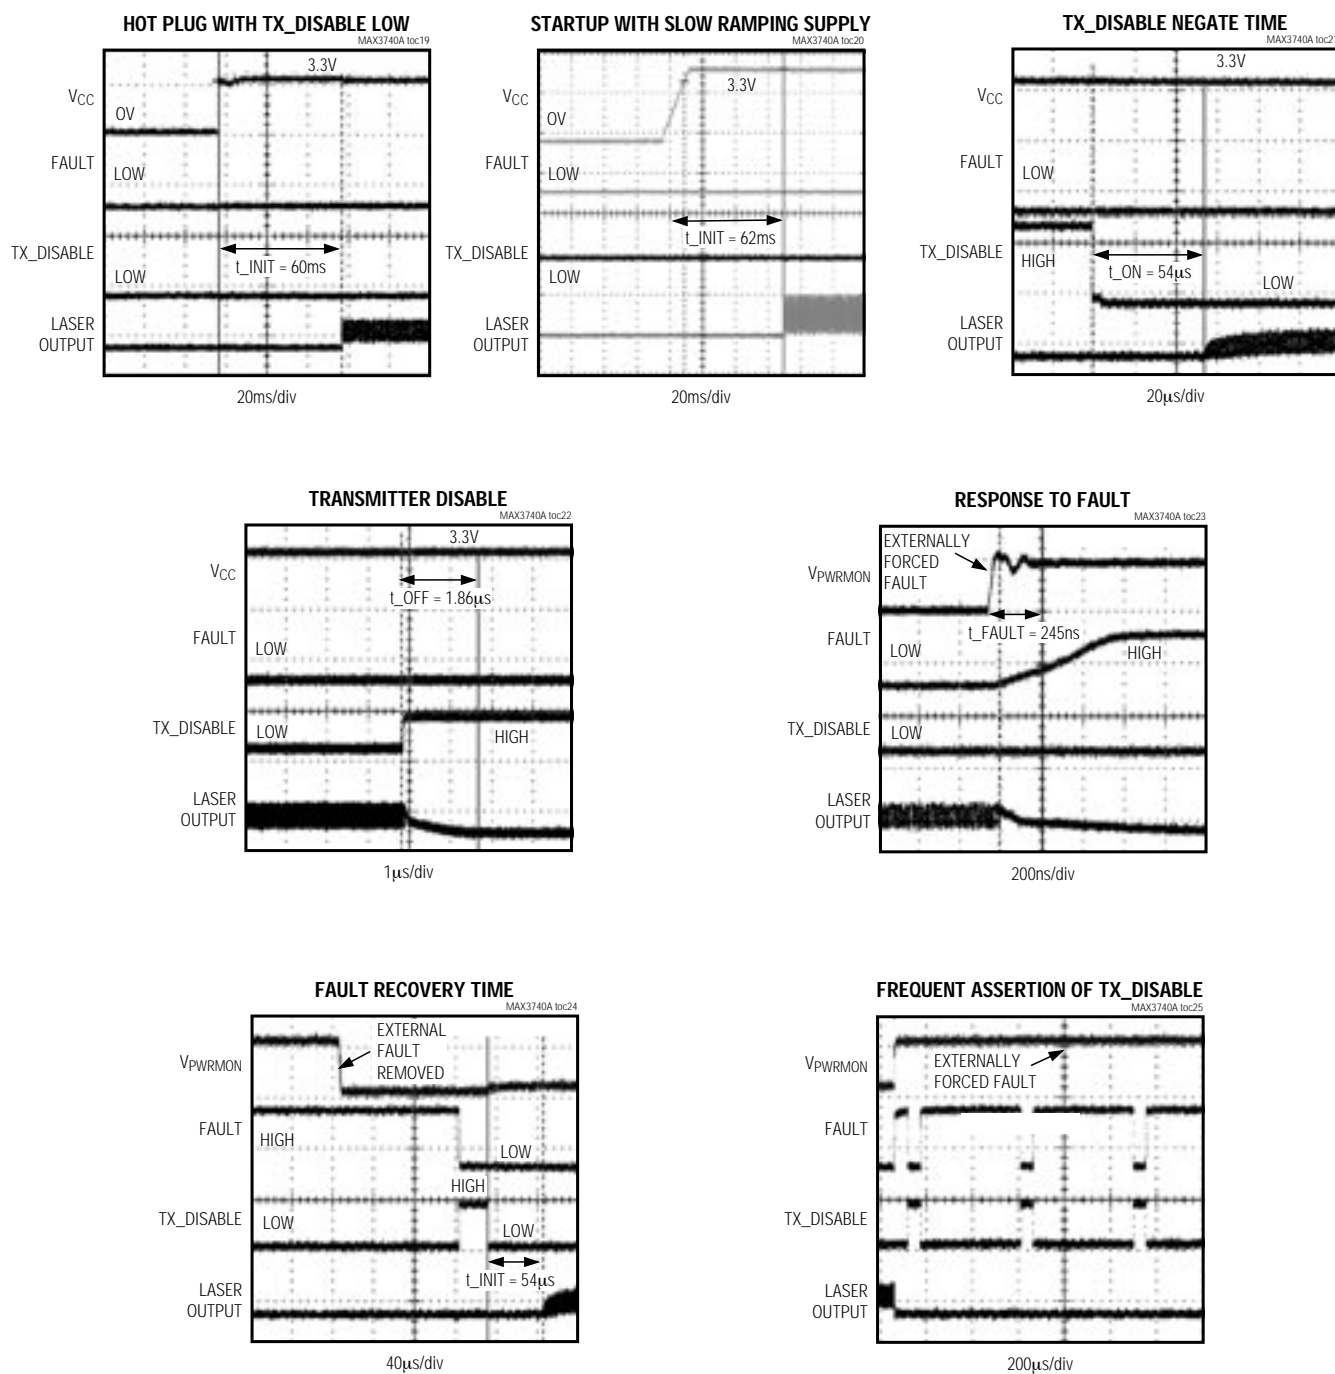 HOT PLUG WITH TX_DISABLE LOW
MAX3740A toc19
VCC
0V
3.3V
FAULT
LOW
TX_DISABLE
t_INIT = 60ms
LOW
LASER
OUTPUT
20ms/div
STARTUP WITH SLOW RAMPING SUPPLY
MAX3740A toc20
VCC
0V
3.3V
FAULT
LOW
TX_DISABLE
t_INIT = 62ms
LOW
LASER
OUTPUT
20ms/div
TX_DISABLE NEGATE TIME
MAX3740A toc21
3.3V
VCC
FAULT
LOW
TX_DISABLE
HIGH
t_ON = 54µs
LOW
LASER
OUTPUT
20µs/div
TRANSMITTER DISABLE
MAX3740A toc22
3.3V
VCC
t_OFF = 1.86µs
FAULT
LOW
TX_DISABLE
LOW
HIGH
LASER
OUTPUT
1µs/div
RESPONSE TO FAULT
MAX3740A toc23
EXTERNALLY
FORCED
FAULT
VPWRMON
t_FAULT = 245ns
FAULT
LOW
HIGH
TX_DISABLE
LOW
LASER
OUTPUT
200ns/div
FAULT RECOVERY TIME
MAX3740A toc24
EXTERNAL
FAULT
REMOVED
VPWRMON
FAULT
HIGH
LOW
HIGH
TX_DISABLE
LOW
LOW
t_INIT = 54µs
LASER
OUTPUT
40µs/div
FREQUENT ASSERTION OF TX_DISABLE
MAX3740A toc25
VPWRMON
EXTERNALLY
FORCED FAULT
FAULT
TX_DISABLE
LASER
OUTPUT
200µs/div